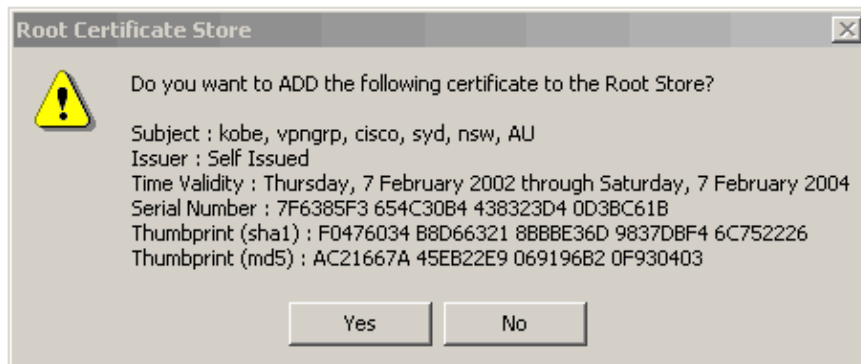 Root Certificate Store
Do you want to ADD the following certificate to the Root Store?
Subject : kobe, vpngrp, cisco, syd, nsw, AU
Issuer : Self Issued
Time Validity : Thursday, 7 February 2002 through Saturday, 7 February 2004
Serial Number : 7F6385F3 654C30B4 438323D4 0D3BC61B
Thumbprint (sha1) : F0476034 B8D66321 8BBBE36D 9837DBF4 6C752226
Thumbprint (md5) : AC21667A 45EB22E9 069196B2 0F930403
Yes No